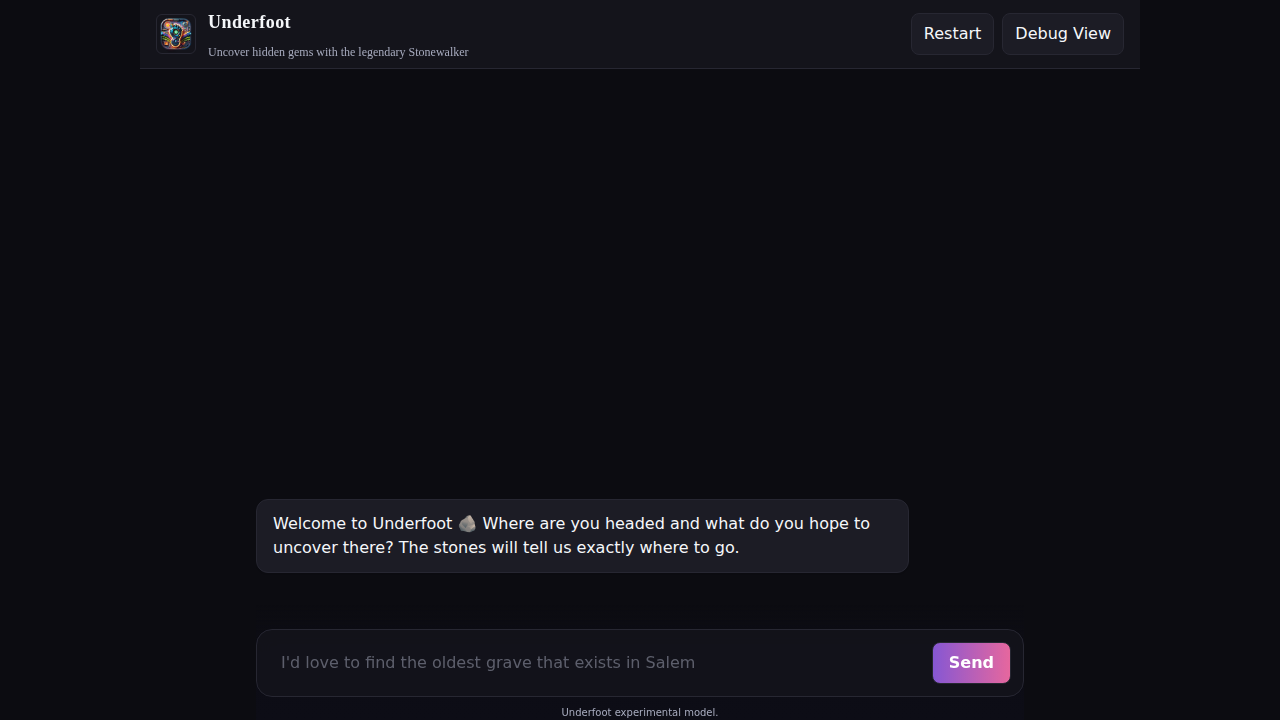 Underfoot
Uncover hidden gems with the legendary Stonewalker
Restart
Debug View
Welcome to Underfoot 🪨 Where are you headed and what do you hope to
uncover there? The stones will tell us exactly where to go.
I'd love to find the oldest grave that exists in Salem
Send
Underfoot experimental model.